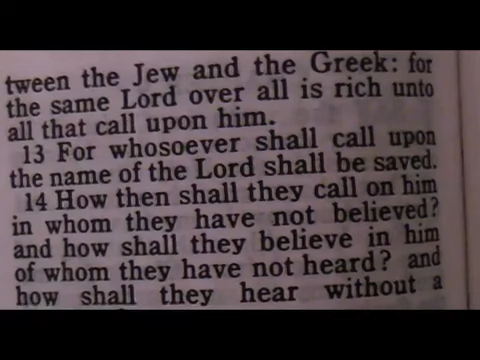 tween the Jew and the Greek: for
the same Lord over all is rich unto
all that call upon him.
13 For whosoever shall call upon
the name of the Lord shall be saved.
14 How then shall they call on him
in whom they have not believed?
and how shall they believe in him
of whom they have not heard? and
how shall they hear without a